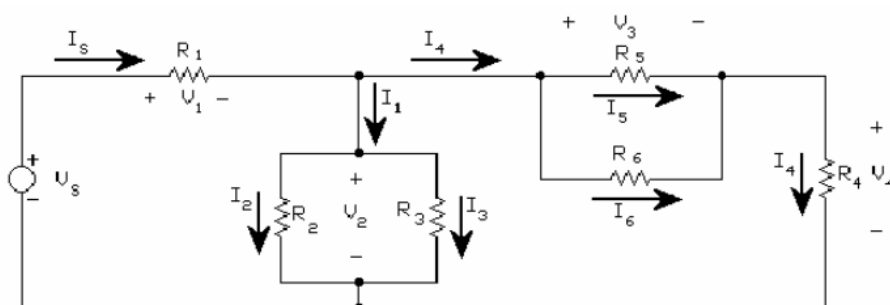 + V₃ -
Iₛ R₁ I₄ R₅
+ V₁ - I₁ I₅
+ Vₛ - I₂ R₂ + V₂ - R₃ I₃ R₆ I₆ I₄ R₄ + -